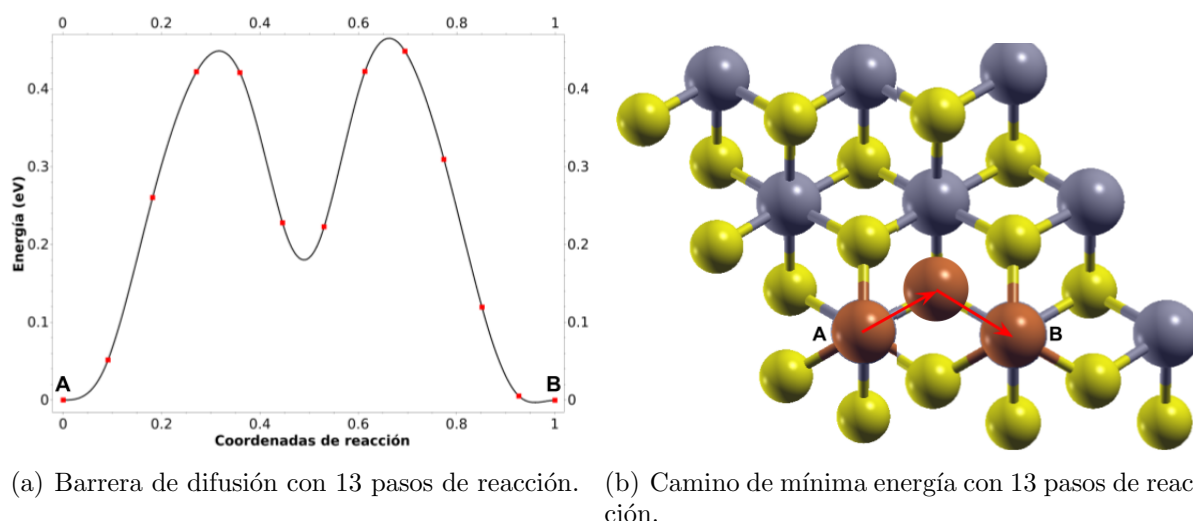 0 0.2 0.4 0.6 0.8 1
0.4 0.4
0.3 0.3
0.2 0.2
0.1 0.1
A B
0 0
0 0.2 0.4 0.6 0.8 1
Energía (eV)
Coordenadas de reacción
A B
(a) Barrera de difusión con 13 pasos de reacción.
(b) Camino de mínima energía con 13 pasos de reac
ción.